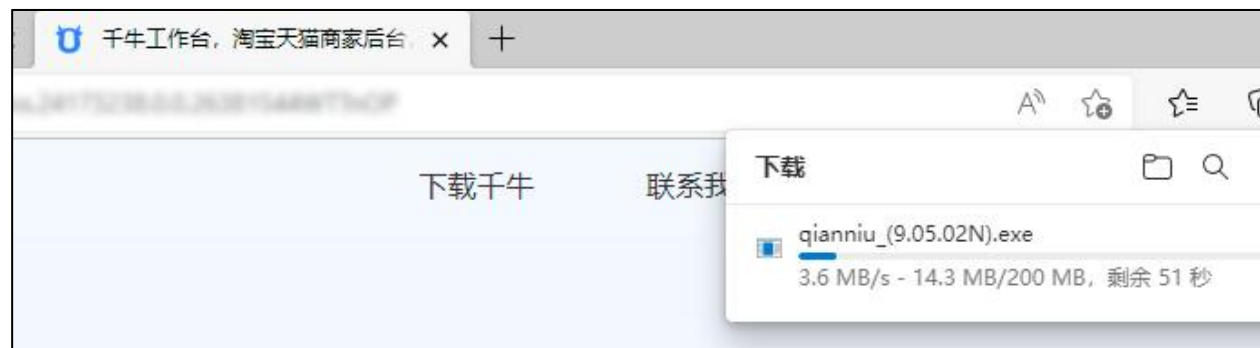 千牛工作台，淘宝天猫商家后台
下载千牛
联系我
下载
qianniu_(9.05.02N).exe
3.6 MB/s - 14.3 MB/200 MB，剩余 51 秒